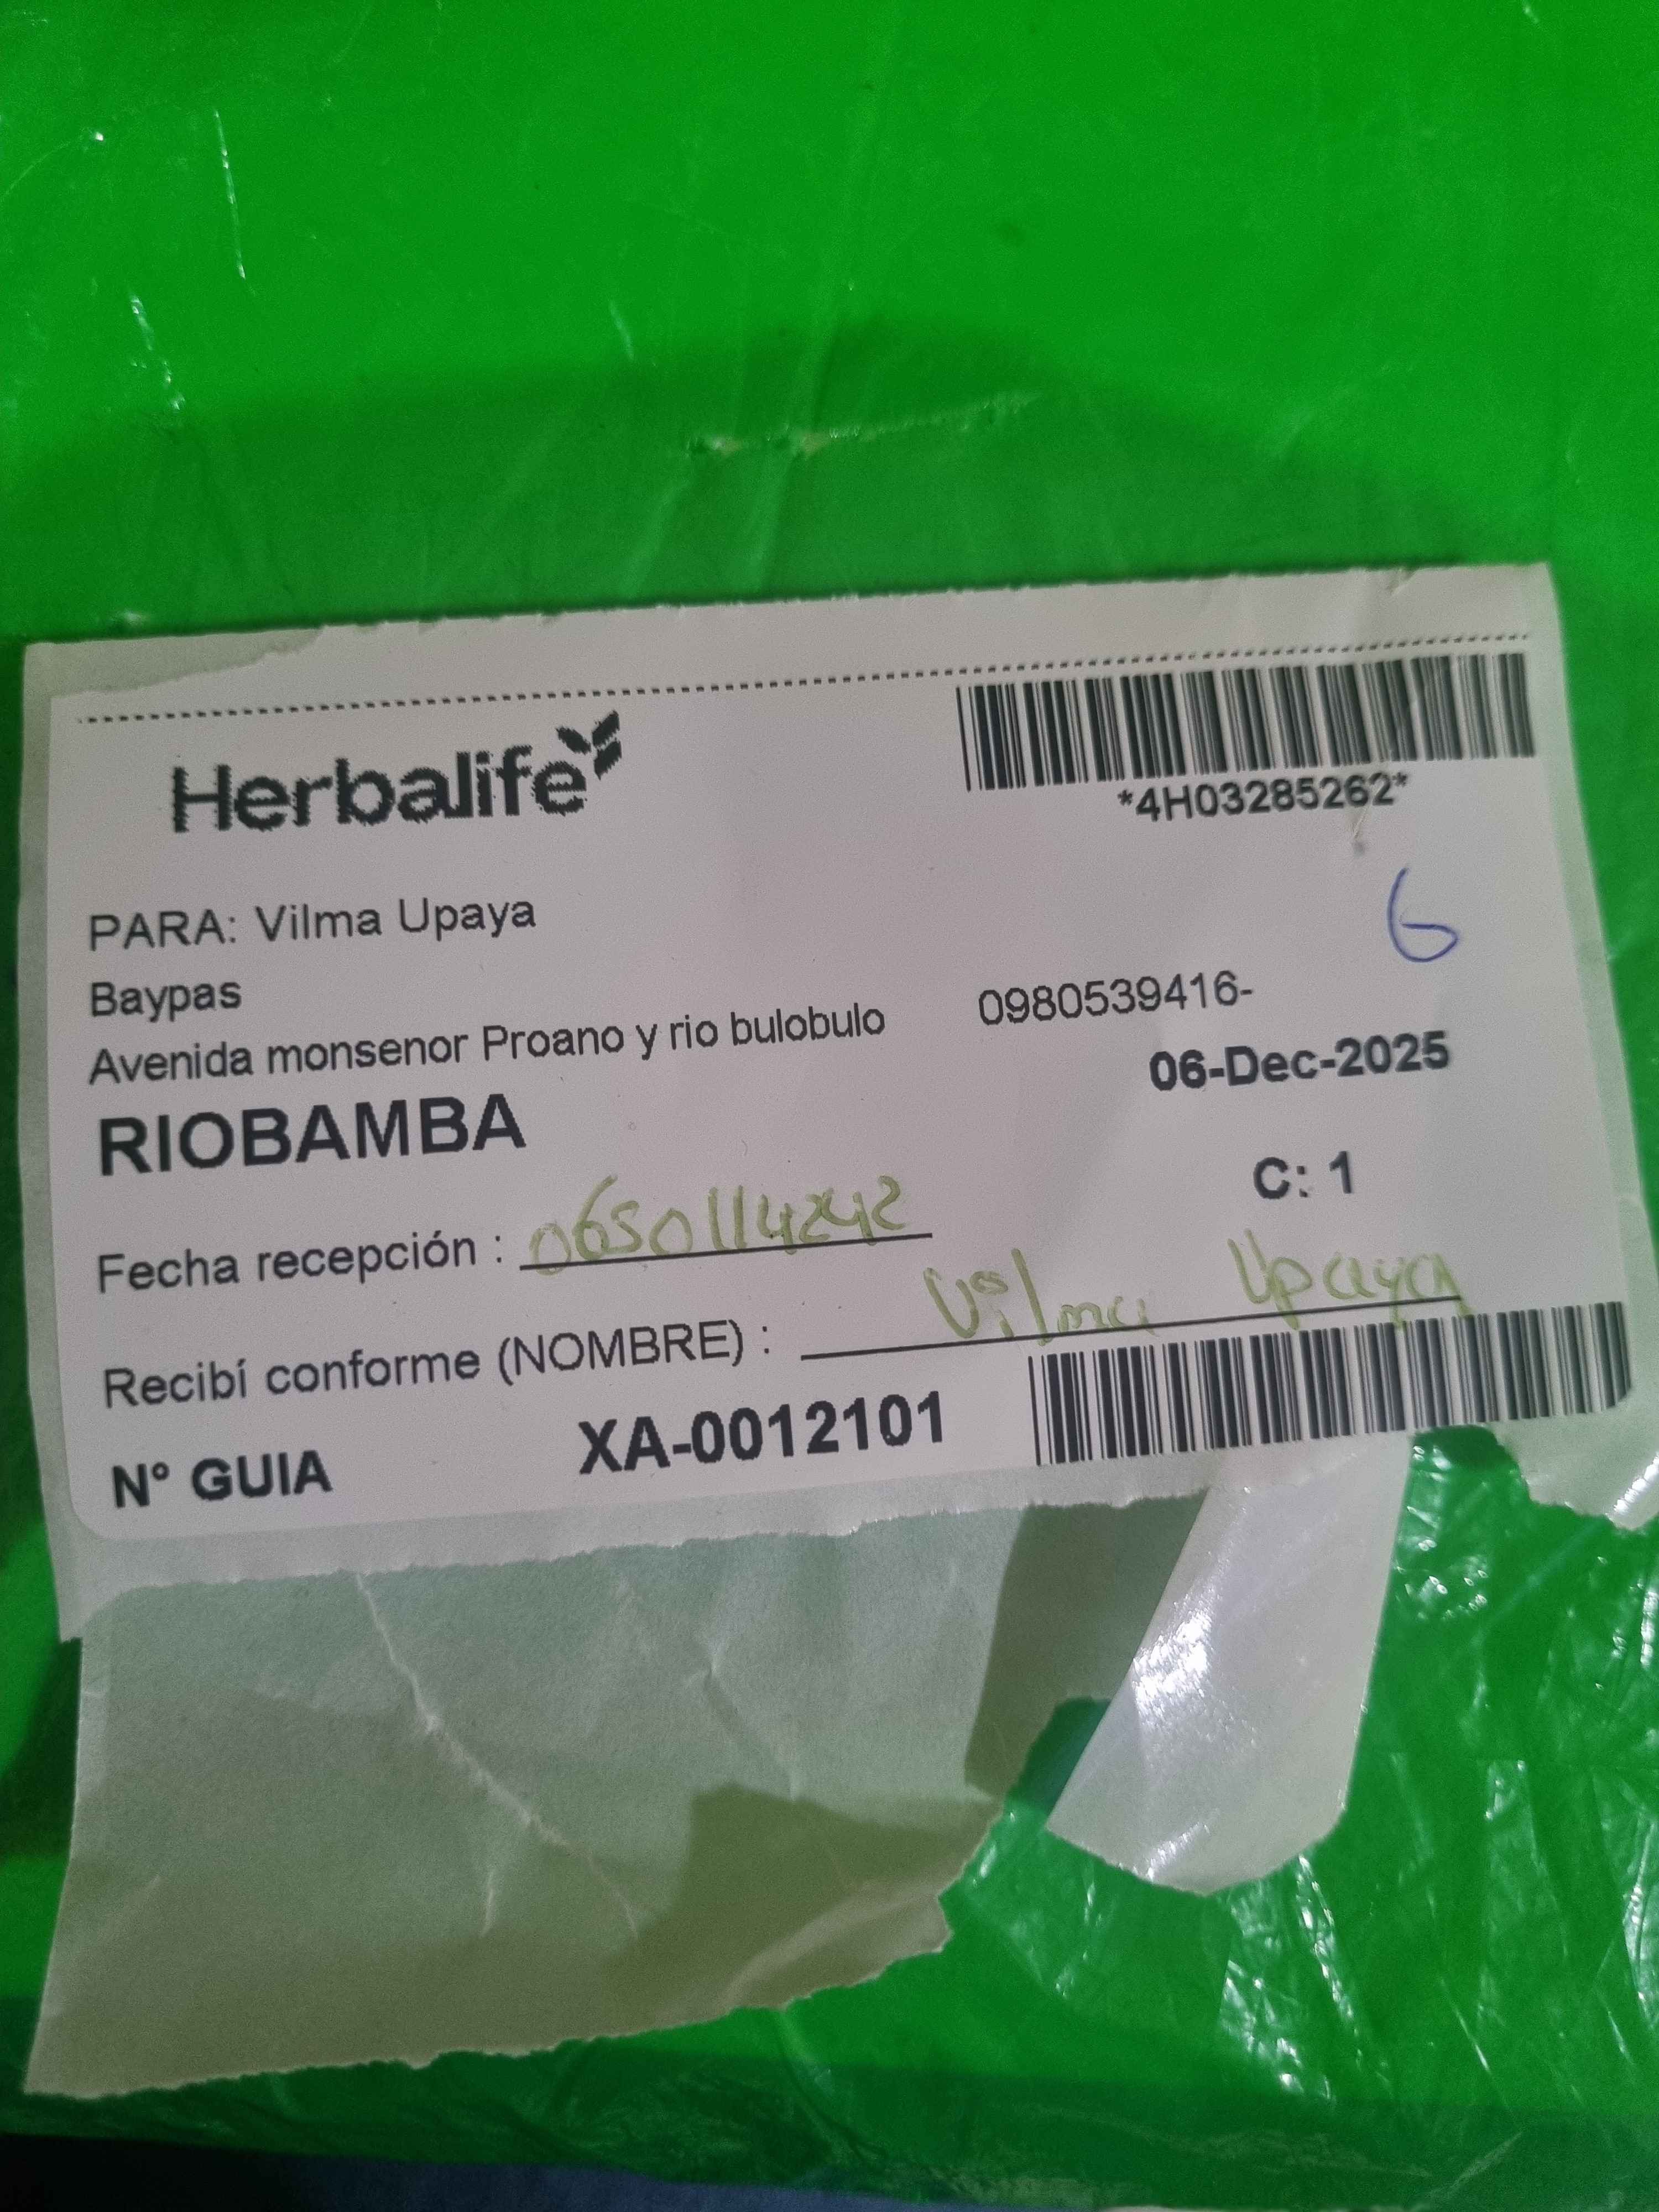 Herbalife
*4H03285262*
6
PARA: Vilma Upaya
Baypas
Avenida monsenor Proano y rio bulobulo 0980539416-
06-Dec-2025
RIOBAMBA
C: 1
Fecha recepción : 0650114242
Recibí conforme (NOMBRE) : Vilma Upaya
N° GUIA XA-0012101